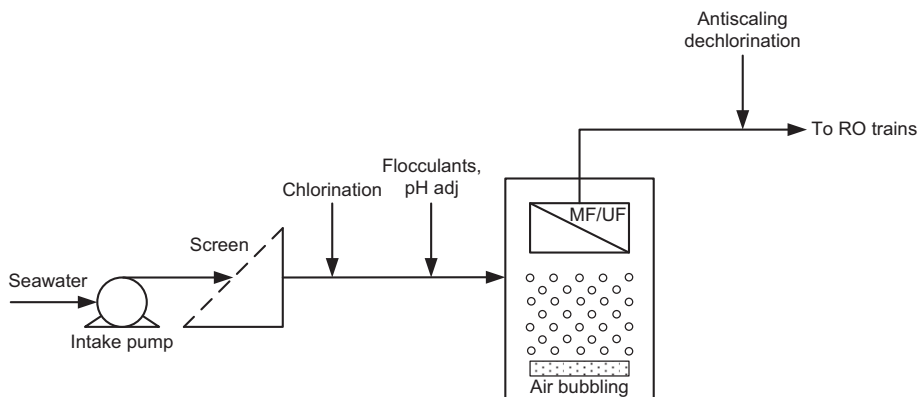 Antiscaling
dechlorination
To RO trains
Flocculants,
pH adj
Chlorination
MF/UF
Screen
Seawater
Intake pump
Air bubbling